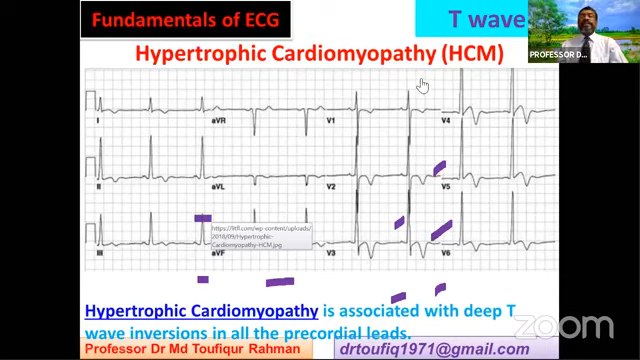 Fundamentals of ECG
T wave
PROFESSOR D...
Hypertrophic Cardiomyopathy (HCM)
I aVR V1 V4
II aVL V2 V5
III aVF V3 V6
https://litfl.com/wp-content/uploads/
2018/09/Hypertrophic-
Cardiomyopathy-HCM.jpg
Hypertrophic Cardiomyopathy is associated with deep T
wave inversions in all the precordial leads.
zoom
Professor Dr Md Toufiqur Rahman
drtoufiq1971@gmail.com